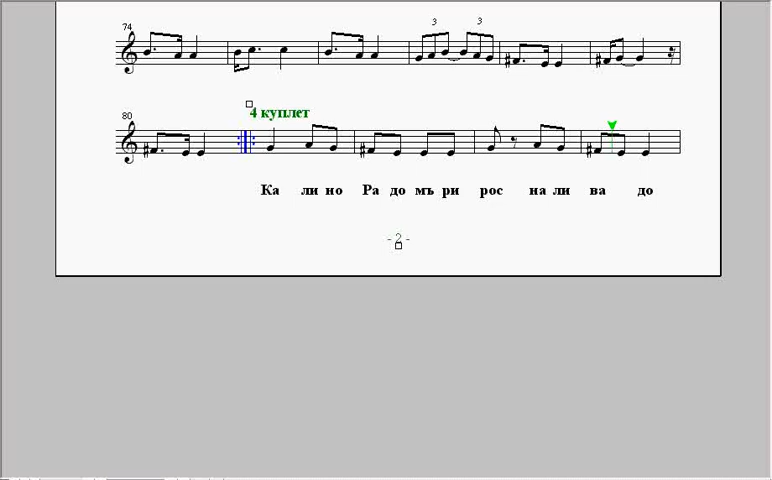 74
3 3
80
4 куплет
Ка ли но Ра до мъ ри рос на ли ва до
- 2 -